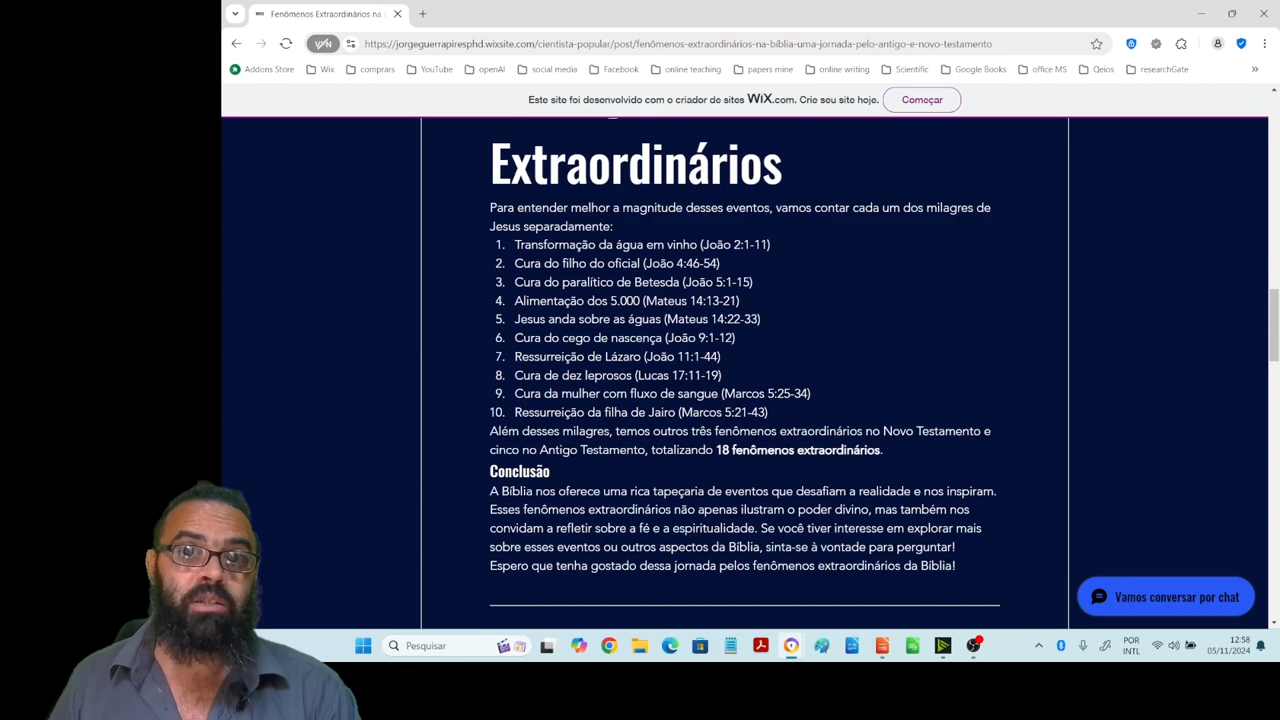 WiX Fenômenos Extraordinários na
https://jorgeguerrapiresphd.wixsite.com/cientista-popular/post/fenômenos-extraordinários-na-bíblia-uma-jornada-pelo-antigo-e-novo-testamento
Addons Store Wix comprars YouTube openAI social media Facebook online teaching papers mine online writing Scientific Google Books office MS Qeios researchGate
Este site foi desenvolvido com o criador de sites WiX.com. Crie seu site hoje. Começar
Extraordinários
Para entender melhor a magnitude desses eventos, vamos contar cada um dos milagres de
Jesus separadamente:
1. Transformação da água em vinho (João 2:1-11)
2. Cura do filho do oficial (João 4:46-54)
3. Cura do paralítico de Betesda (João 5:1-15)
4. Alimentação dos 5.000 (Mateus 14:13-21)
5. Jesus anda sobre as águas (Mateus 14:22-33)
6. Cura do cego de nascença (João 9:1-12)
7. Ressurreição de Lázaro (João 11:1-44)
8. Cura de dez leprosos (Lucas 17:11-19)
9. Cura da mulher com fluxo de sangue (Marcos 5:25-34)
10. Ressurreição da filha de Jairo (Marcos 5:21-43)
Além desses milagres, temos outros três fenômenos extraordinários no Novo Testamento e
cinco no Antigo Testamento, totalizando 18 fenômenos extraordinários.
Conclusão
A Bíblia nos oferece uma rica tapeçaria de eventos que desafiam a realidade e nos inspiram.
Esses fenômenos extraordinários não apenas ilustram o poder divino, mas também nos
convidam a refletir sobre a fé e a espiritualidade. Se você tiver interesse em explorar mais
sobre esses eventos ou outros aspectos da Bíblia, sinta-se à vontade para perguntar!
Espero que tenha gostado dessa jornada pelos fenômenos extraordinários da Bíblia!
Vamos conversar por chat
Pesquisar
POR
INTL
12:58
05/11/2024